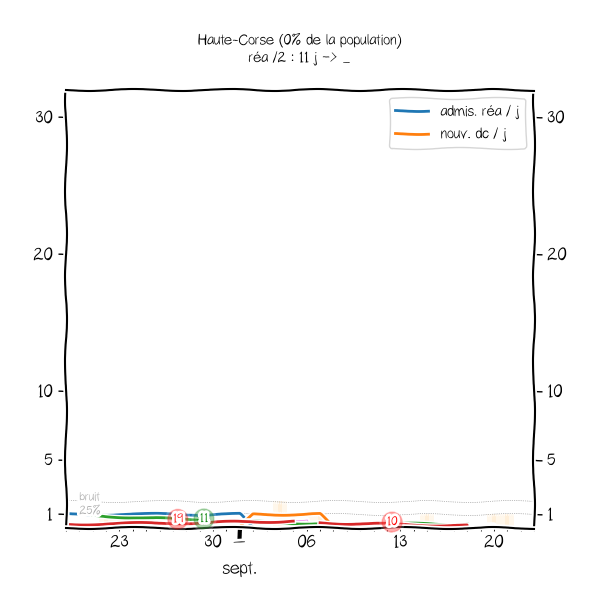 Haute-Corse (0% de la population)
réa /2 : 11 j -> _
admis. réa / j
nouv. dc / j
30 30
20 20
10 10
5 5
bruit
25%
1 1
19 11 10
23 30 06 13 20
sept.